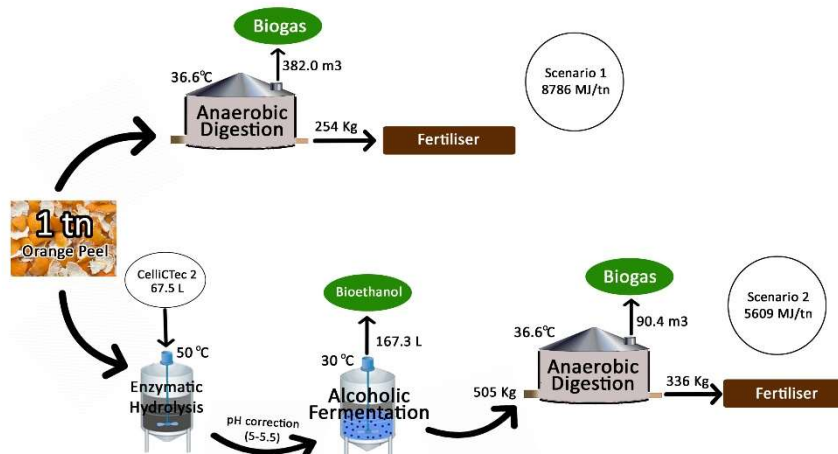 Biogas
382.0 m3
36.6°C
Anaerobic
Digestion
254 Kg
Fertiliser
Scenario 1
8786 MJ/tn
1 tn
Orange Peel
CelliCTec 2
67.5 L
50 °C
Enzymatic
Hydrolysis
pH correction
(5-5.5)
Bioethanol
167.3 L
30 °C
Alcoholic
Fermentation
505 Kg
Biogas
90.4 m3
36.6°C
Anaerobic
Digestion
336 Kg
Fertiliser
Scenario 2
5609 MJ/tn